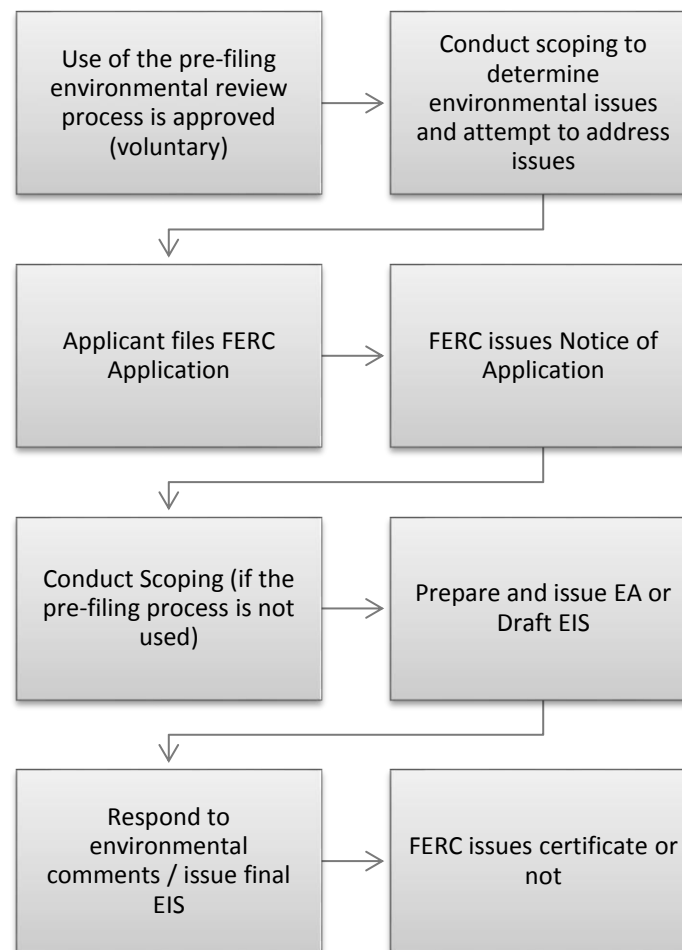 Use of the pre-filing
environmental review
process is approved
(voluntary)
Conduct scoping to
determine
environmental issues
and attempt to address
issues
Applicant files FERC
Application
FERC issues Notice of
Application
Conduct Scoping (if the
pre-filing process is not
used)
Prepare and issue EA or
Draft EIS
Respond to
environmental
comments / issue final
EIS
FERC issues certificate or
not